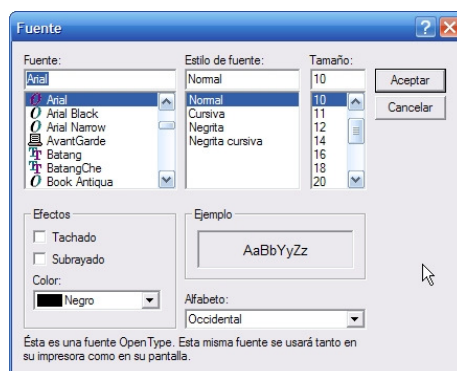 Fuente
Fuente: Estilo de fuente: Tamaño:
Arial Normal 10 Aceptar
Arial Normal 10 Cancelar
Arial Black Cursiva 11
Arial Narrow Negrita 12
AvantGarde Negrita cursiva 14
Batang 16
BatangChe 18
Book Antiqua 20
Efectos Ejemplo
Tachado
AaBbYyZz
Subrayado
Color:
Negro Alfabeto:
Occidental
Ésta es una fuente OpenType. Esta misma fuente se usará tanto en
su impresora como en su pantalla.